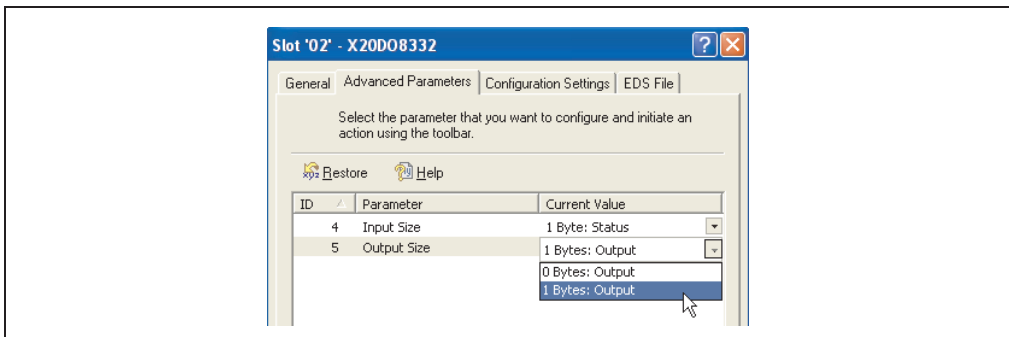 Slot '02' - X20DO8332
General Advanced Parameters Configuration Settings EDS File
Select the parameter that you want to configure and initiate an
action using the toolbar.
Restore Help
ID Parameter Current Value
4 Input Size 1 Byte: Status
5 Output Size 1 Bytes: Output
0 Bytes: Output
1 Bytes: Output